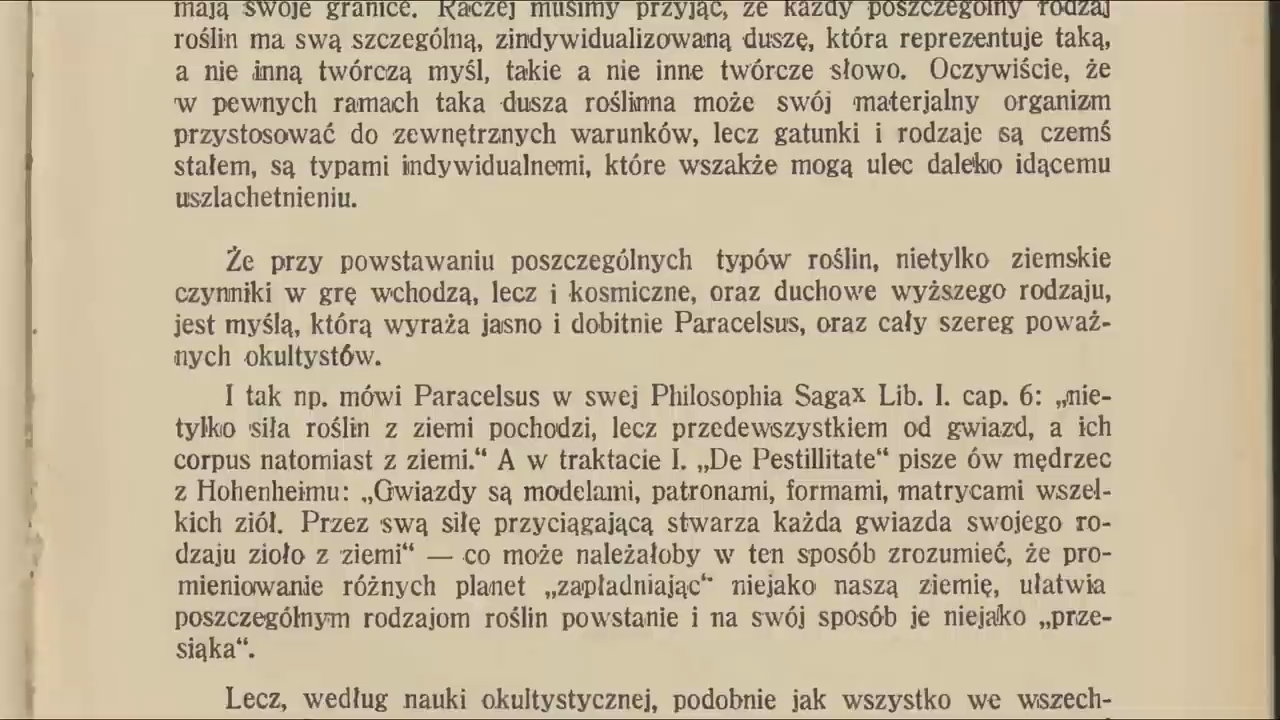 mają swoje granice. Raczej musimy przyjąć, że każdy poszczególny rodzaj
roślin ma swą szczególną, zindywidualizowaną duszę, która reprezentuje taką,
a nie inną twórczą myśl, takie a nie inne twórcze słowo. Oczywiście, że
w pewnych ramach taka dusza roślinna może swój materjalny organizm
przystosować do zewnętrznych warunków, lecz gatunki i rodzaje są czemś
stałem, są typami indywidualnemi, które wszakże mogą ulec daleko idącemu
uszlachetnieniu.
Że przy powstawaniu poszczególnych typów roślin, nietylko ziemskie
czynniki w grę wchodzą, lecz i kosmiczne, oraz duchowe wyższego rodzaju,
jest myślą, którą wyraża jasno i dobitnie Paracelsus, oraz cały szereg poważ-
nych okultystów.
I tak np. mówi Paracelsus w swej Philosophia Sagax Lib. I. cap. 6: „nie-
tylko siła roślin z ziemi pochodzi, lecz przedewszystkiem od gwiazd, a ich
corpus natomiast z ziemi.“ A w traktacie I. „De Pestillitate“ pisze ów mędrzec
z Hohenheimu: „Gwiazdy są modelami, patronami, formami, matrycami wszel-
kich ziół. Przez swą siłę przyciągającą stwarza każda gwiazda swojego ro-
dzaju zioło z ziemi“ — co może należałoby w ten sposób zrozumieć, że pro-
mieniowanie różnych planet „zapładniając“ niejako naszą ziemię, ułatwia
poszczególnym rodzajom roślin powstanie i na swój sposób je niejako „prze-
siąka“.
Lecz, według nauki okultystycznej, podobnie jak wszystko we wszech-